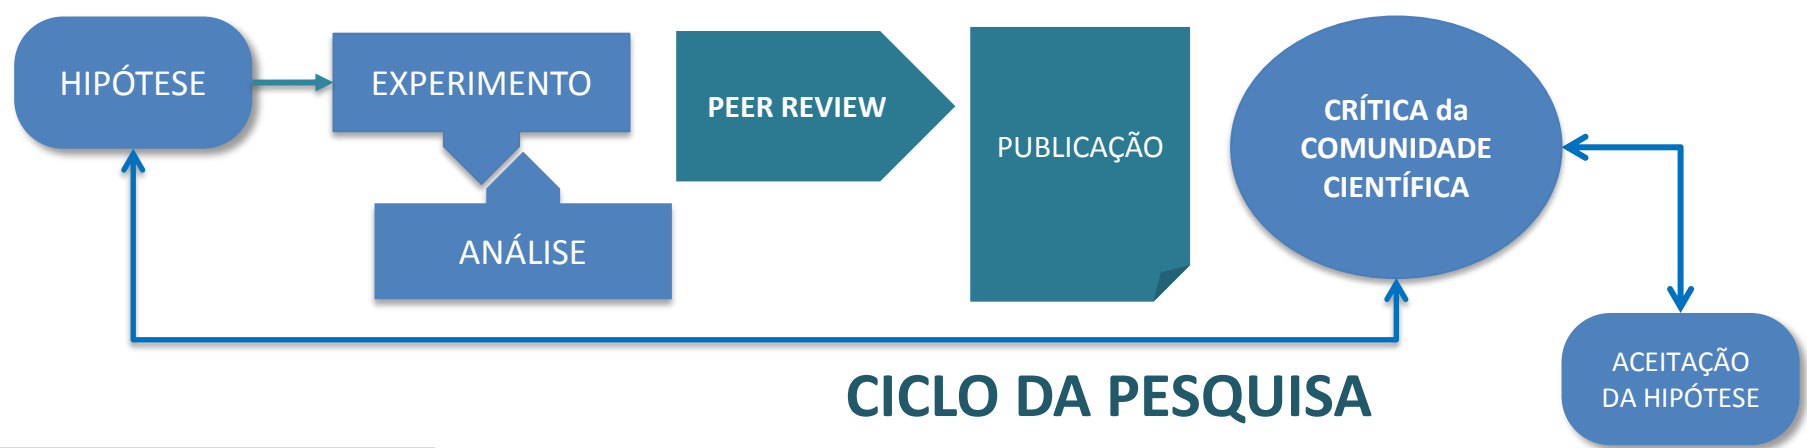 HIPÓTESE
EXPERIMENTO
ANÁLISE
PEER REVIEW
PUBLICAÇÃO
CRÍTICA da
COMUNIDADE
CIENTÍFICA
ACEITAÇÃO
DA HIPÓTESE
CICLO DA PESQUISA